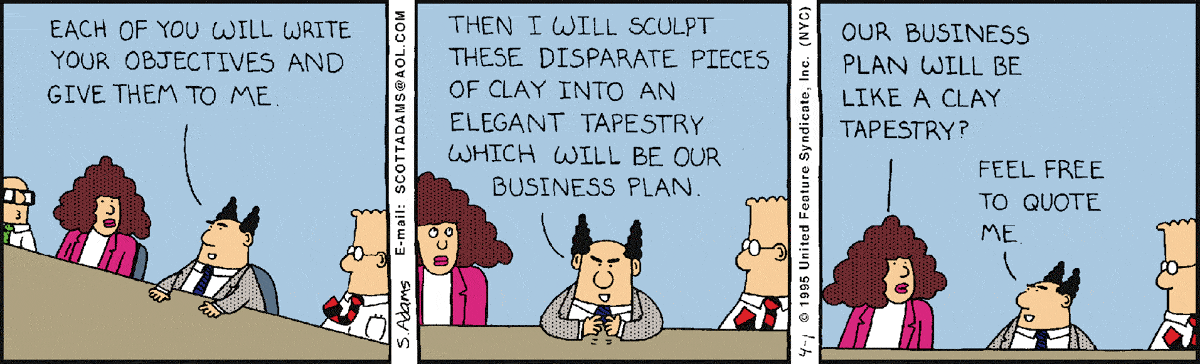 EACH OF YOU WILL WRITE
YOUR OBJECTIVES AND
GIVE THEM TO ME.
S. Adams
E-mail: SCOTTADAMS@AOL.COM
THEN I WILL SCULPT
THESE DISPARATE PIECES
OF CLAY INTO AN
ELEGANT TAPESTRY
WHICH WILL BE OUR
BUSINESS PLAN.
4-1 © 1995 United Feature Syndicate, Inc. (NYC)
OUR BUSINESS
PLAN WILL BE
LIKE A CLAY
TAPESTRY?
FEEL FREE
TO QUOTE
ME.